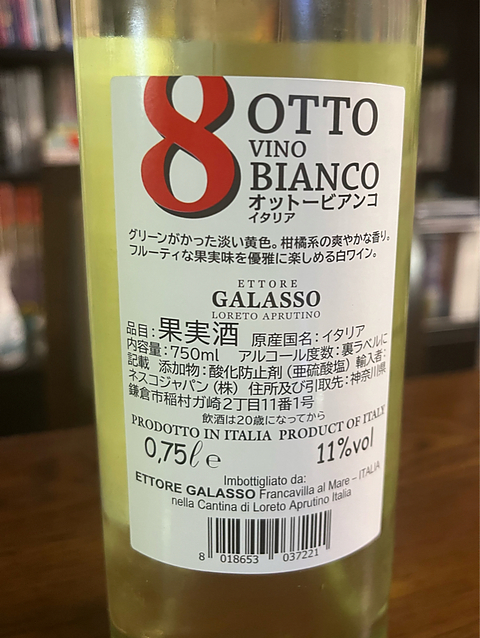 8 OTTO
VINO
BIANCO
オットービアンコ
イタリア
グリーンがかった淡い黄色。柑橘系の爽やかな香り。
フルーティな果実味を優雅に楽しめる白ワイン。
ETTORE
GALASSO
LORETO APRUTINO
品目:果実酒 原産国名:イタリア
内容量:750ml アルコール度数:裏ラベルに
記載 添加物:酸化防止剤(亜硫酸塩) 輸入者:
ネスコジャパン(株) 住所及び引取先:神奈川県
鎌倉市稲村ガ崎2丁目11番1号
飲酒は20歳になってから
PRODOTTO IN ITALIA PRODUCT OF ITALY
0,75ℓ e 11%vol
Imbottigliato da:
ETTORE GALASSO Francavilla al Mare – ITALIA
nella Cantina di Loreto Aprutino Italia
8 018653 037221